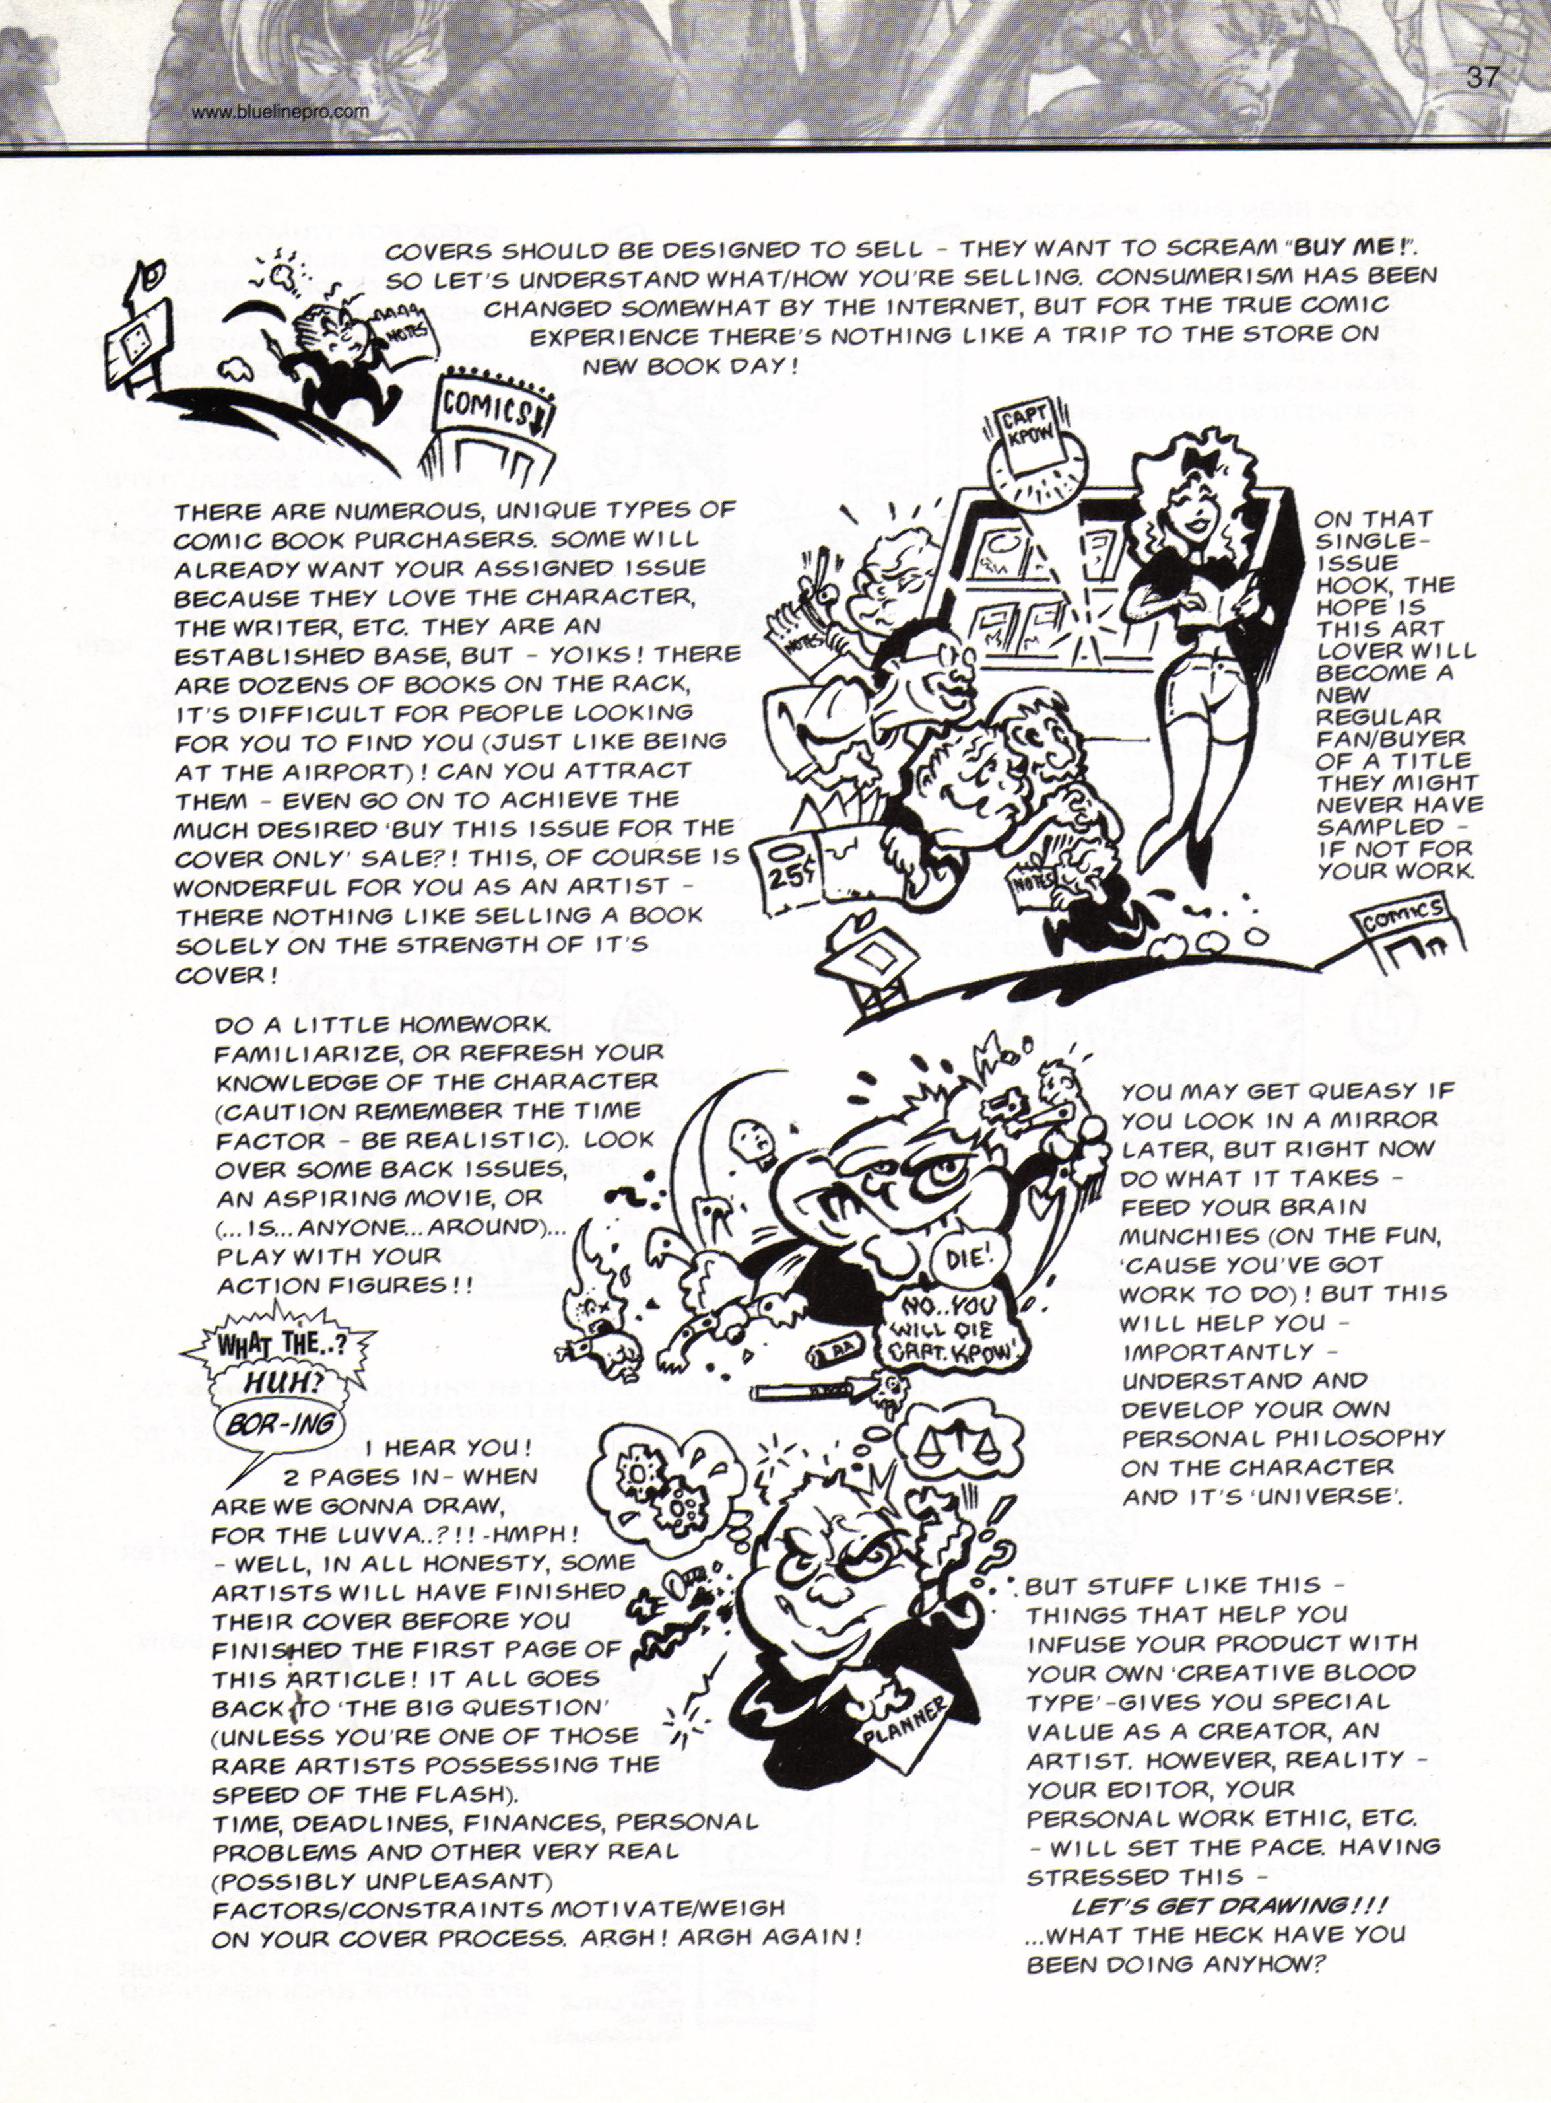 37
www.bluelinepro.com
COVERS SHOULD BE DESIGNED TO SELL - THEY WANT TO SCREAM "BUY ME!".
SO LET'S UNDERSTAND WHAT/HOW YOU'RE SELLING. CONSUMERISM HAS BEEN
CHANGED SOMEWHAT BY THE INTERNET, BUT FOR THE TRUE COMIC
EXPERIENCE THERE'S NOTHING LIKE A TRIP TO THE STORE ON
NEW BOOK DAY!
NOTES
COMICS
THERE ARE NUMEROUS, UNIQUE TYPES OF
COMIC BOOK PURCHASERS. SOME WILL
ALREADY WANT YOUR ASSIGNED ISSUE
BECAUSE THEY LOVE THE CHARACTER,
THE WRITER, ETC. THEY ARE AN
ESTABLISHED BASE, BUT - YOIKS! THERE
ARE DOZENS OF BOOKS ON THE RACK,
IT'S DIFFICULT FOR PEOPLE LOOKING
FOR YOU TO FIND YOU (JUST LIKE BEING
AT THE AIRPORT)! CAN YOU ATTRACT
THEM - EVEN GO ON TO ACHIEVE THE
MUCH DESIRED 'BUY THIS ISSUE FOR THE
COVER ONLY' SALE?! THIS, OF COURSE IS
WONDERFUL FOR YOU AS AN ARTIST -
THERE NOTHING LIKE SELLING A BOOK
SOLELY ON THE STRENGTH OF IT'S
COVER!
CAPT
KPOW
NOTES
25¢
NOTES
COMICS
ON THAT
SINGLE-
ISSUE
HOOK, THE
HOPE IS
THIS ART
LOVER WILL
BECOME A
NEW
REGULAR
FAN/BUYER
OF A TITLE
THEY MIGHT
NEVER HAVE
SAMPLED -
IF NOT FOR
YOUR WORK.
DO A LITTLE HOMEWORK.
FAMILIARIZE, OR REFRESH YOUR
KNOWLEDGE OF THE CHARACTER
(CAUTION REMEMBER THE TIME
FACTOR - BE REALISTIC). LOOK
OVER SOME BACK ISSUES,
AN ASPIRING MOVIE, OR
(...IS...ANYONE...AROUND)...
PLAY WITH YOUR
ACTION FIGURES!!
DIE!
NO..YOU
WILL DIE
CAPT. KPOW!
AA
YOU MAY GET QUEASY IF
YOU LOOK IN A MIRROR
LATER, BUT RIGHT NOW
DO WHAT IT TAKES -
FEED YOUR BRAIN
MUNCHIES (ON THE FUN,
'CAUSE YOU'VE GOT
WORK TO DO)! BUT THIS
WILL HELP YOU -
IMPORTANTLY -
UNDERSTAND AND
DEVELOP YOUR OWN
PERSONAL PHILOSOPHY
ON THE CHARACTER
AND IT'S 'UNIVERSE'.
WHAT THE..?
HUH?
BOR-ING
I HEAR YOU!
2 PAGES IN- WHEN
ARE WE GONNA DRAW,
FOR THE LUVVA..?!! -HMPH!
- WELL, IN ALL HONESTY, SOME
ARTISTS WILL HAVE FINISHED
THEIR COVER BEFORE YOU
FINISHED THE FIRST PAGE OF
THIS ARTICLE! IT ALL GOES
BACK TO 'THE BIG QUESTION'
(UNLESS YOU'RE ONE OF THOSE
RARE ARTISTS POSSESSING THE
SPEED OF THE FLASH).
TIME, DEADLINES, FINANCES, PERSONAL
PROBLEMS AND OTHER VERY REAL
(POSSIBLY UNPLEASANT)
FACTORS/CONSTRAINTS MOTIVATE/WEIGH
ON YOUR COVER PROCESS. ARGH! ARGH AGAIN!
!
?
PLANNER
BUT STUFF LIKE THIS -
THINGS THAT HELP YOU
INFUSE YOUR PRODUCT WITH
YOUR OWN 'CREATIVE BLOOD
TYPE'-GIVES YOU SPECIAL
VALUE AS A CREATOR, AN
ARTIST. HOWEVER, REALITY -
YOUR EDITOR, YOUR
PERSONAL WORK ETHIC, ETC.
- WILL SET THE PACE. HAVING
STRESSED THIS -
LET'S GET DRAWING!!!
...WHAT THE HECK HAVE YOU
BEEN DOING ANYHOW?